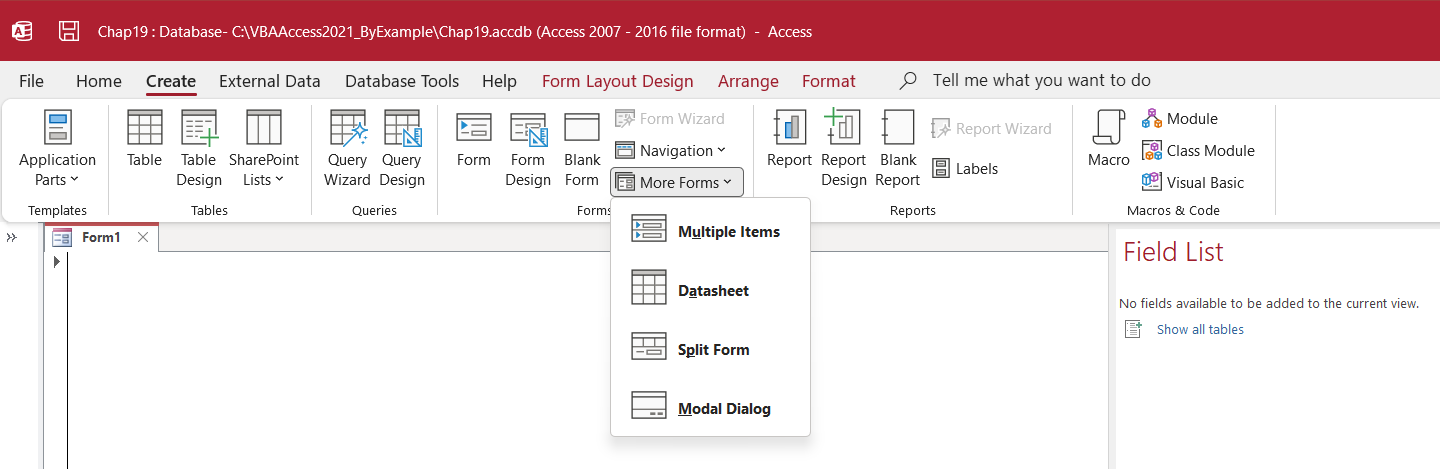 Chap19 : Database- C:\VBAAccess2021_ByExample\Chap19.accdb (Access 2007 - 2016 file format)  -  Access
File Home Create External Data Database Tools Help Form Layout Design Arrange Format Tell me what you want to do
Application Parts
Templates
Table
Table Design
SharePoint Lists
Tables
Query Wizard
Query Design
Queries
Form
Form Design
Blank Form
Form Wizard
Navigation
More Forms
Forms
Report
Report Design
Blank Report
Report Wizard
Labels
Reports
Macro
Module
Class Module
Visual Basic
Macros & Code
Multiple Items
Datasheet
Split Form
Modal Dialog
Form1
Field List
No fields available to be added to the current view.
Show all tables